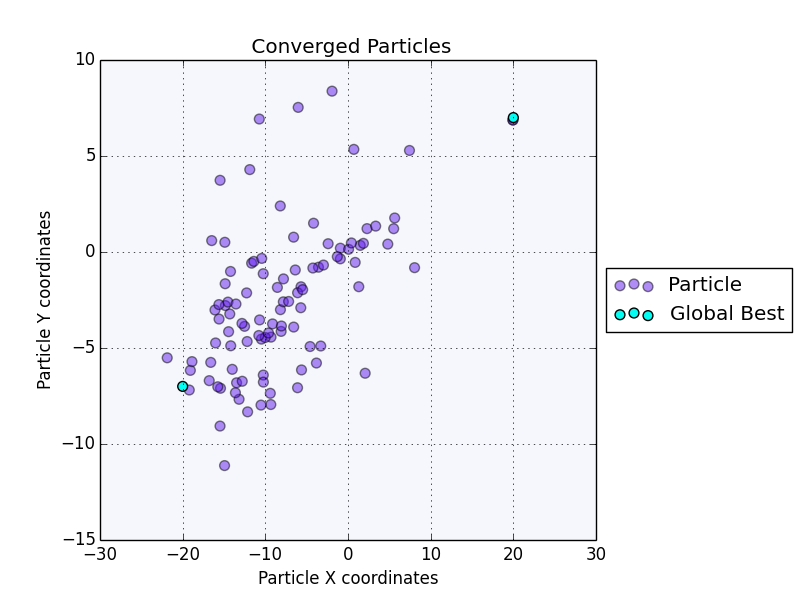 Converged Particles
10
5
0
−5
−10
−15
−30 −20 −10 0 10 20 30
Particle X coordinates
Particle Y coordinates
Particle
Global Best